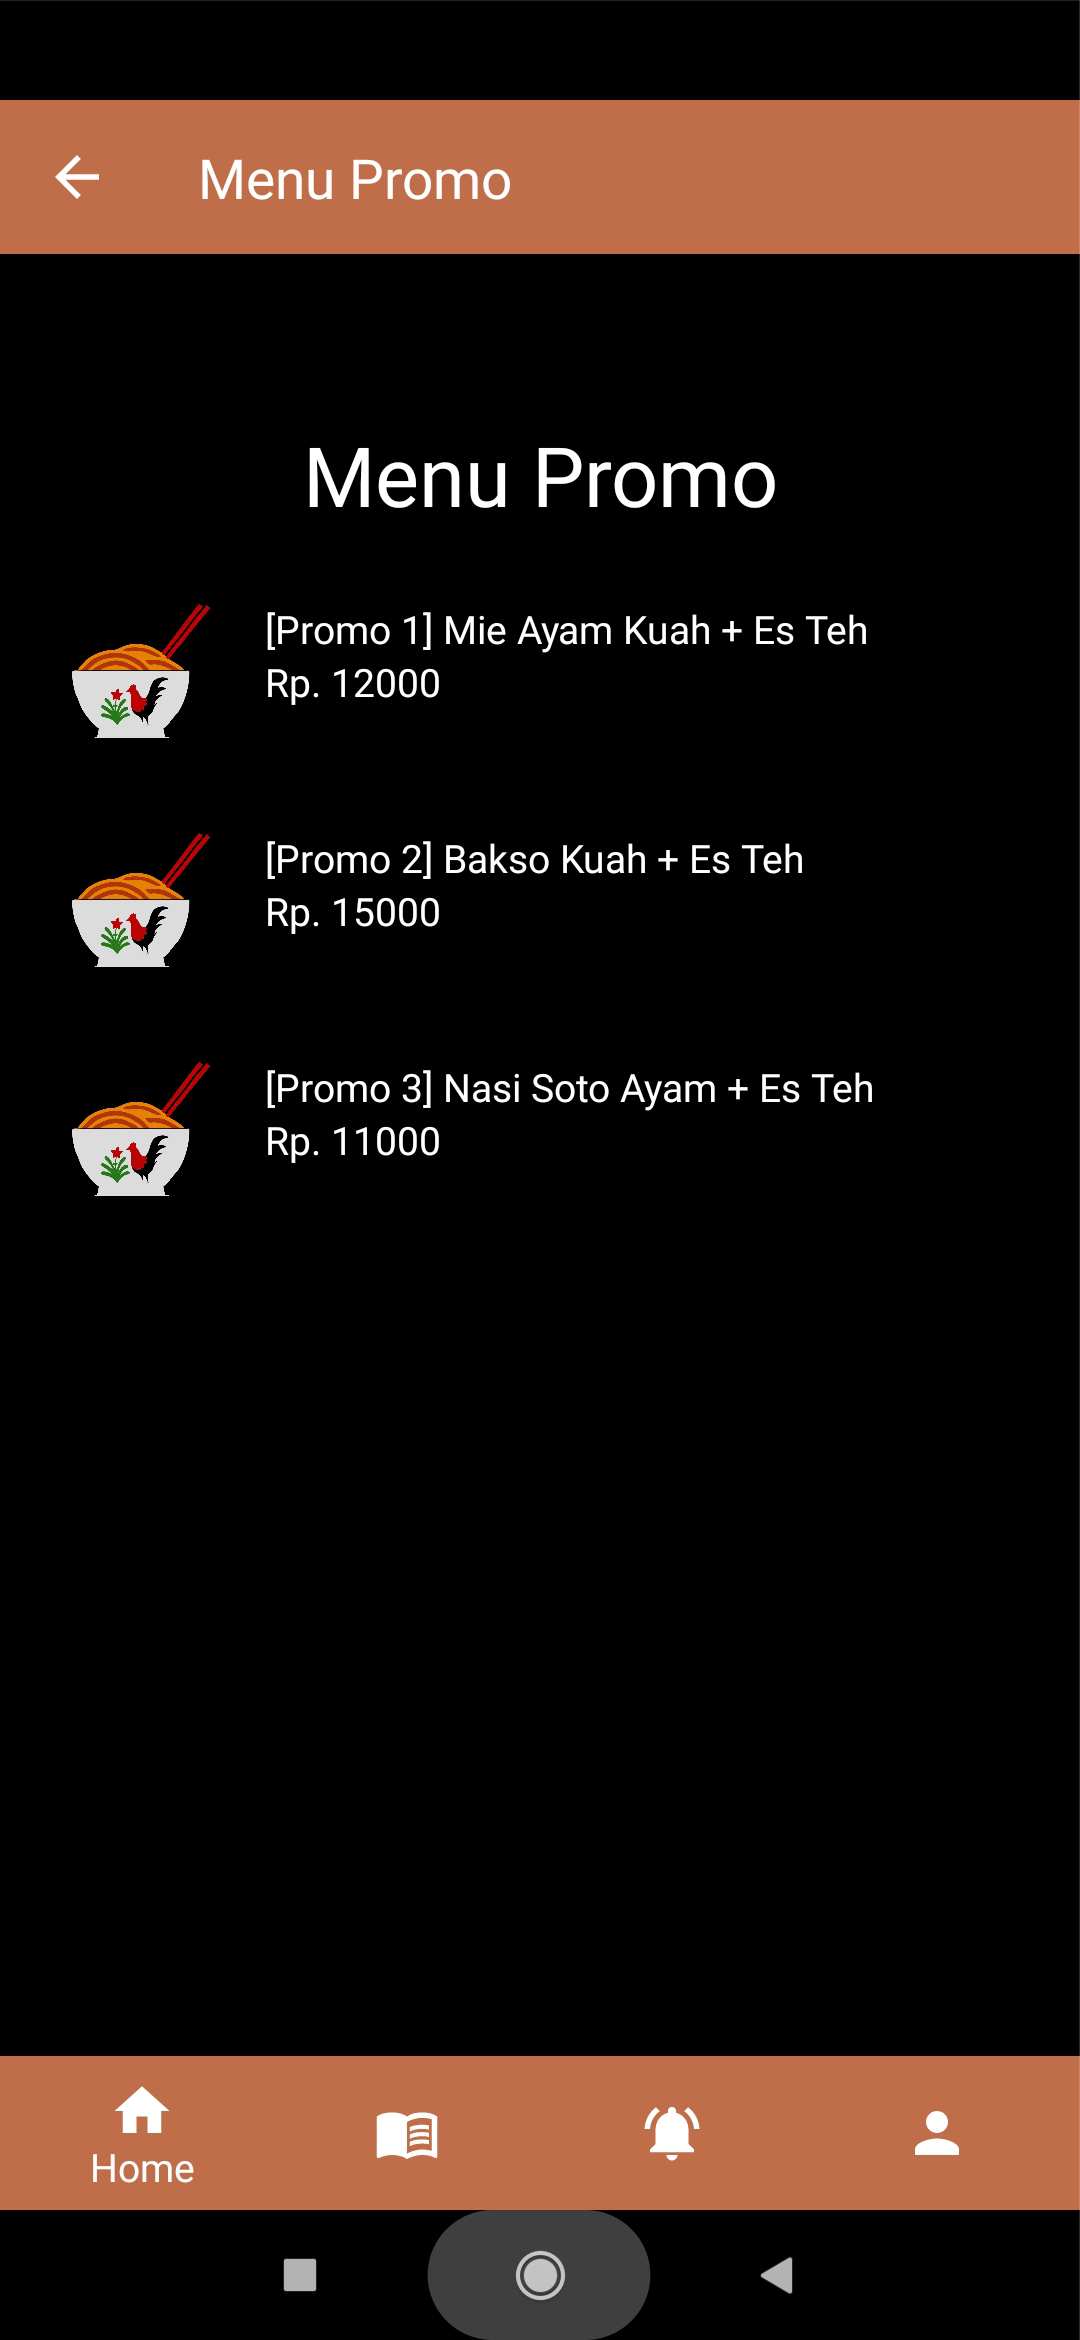 Menu Promo
Menu Promo
[Promo 1] Mie Ayam Kuah + Es Teh
Rp. 12000
[Promo 2] Bakso Kuah + Es Teh
Rp. 15000
[Promo 3] Nasi Soto Ayam + Es Teh
Rp. 11000
Home